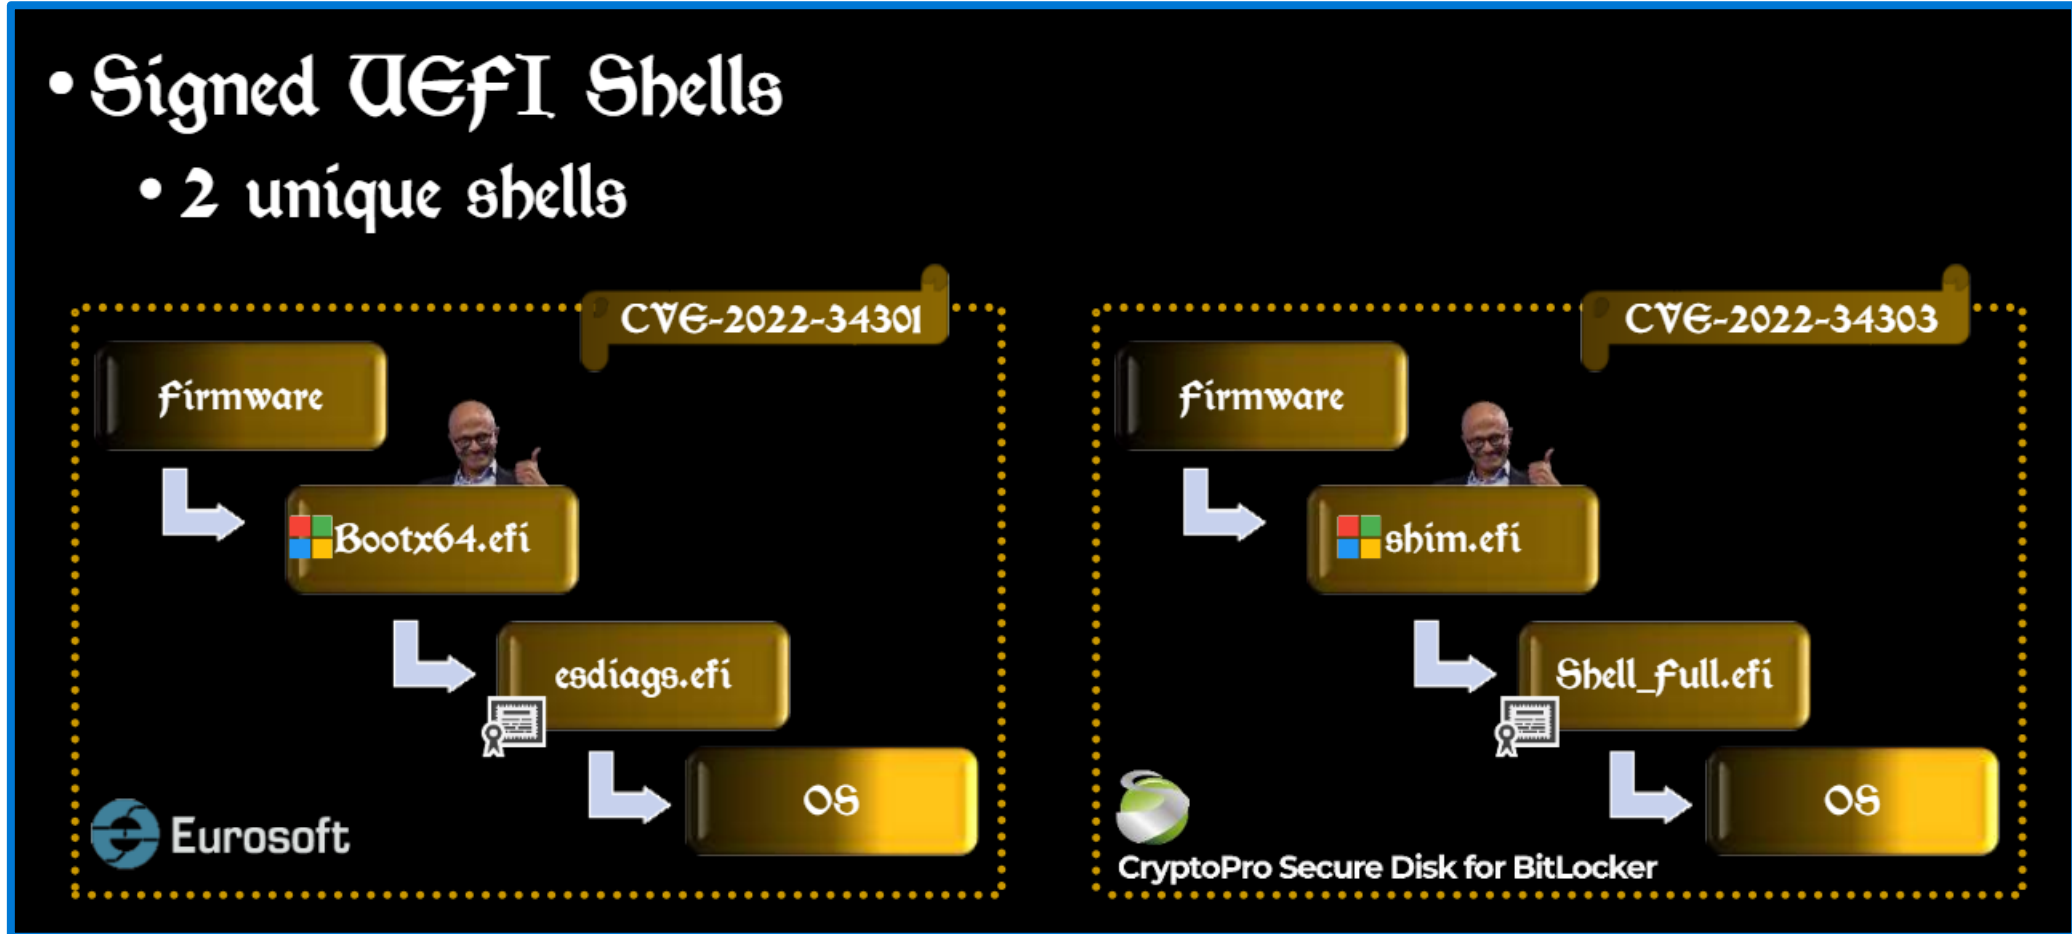 • Signed UEFI Shells
• 2 unique shells
CVE-2022-34301
Firmware
Bootx64.efi
esdiags.efi
OS
Eurosoft
CVE-2022-34303
Firmware
shim.efi
Shell_Full.efi
OS
CryptoPro Secure Disk for BitLocker